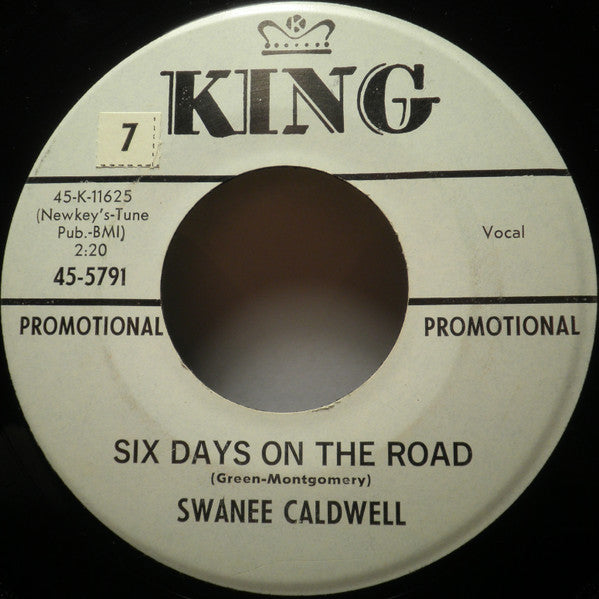 K
KING
7
45-K-11625
(Newkey's-Tune
Pub.-BMI)
2:20
45-5791
Vocal
PROMOTIONAL
PROMOTIONAL
SIX DAYS ON THE ROAD
(Green-Montgomery)
SWANEE CALDWELL